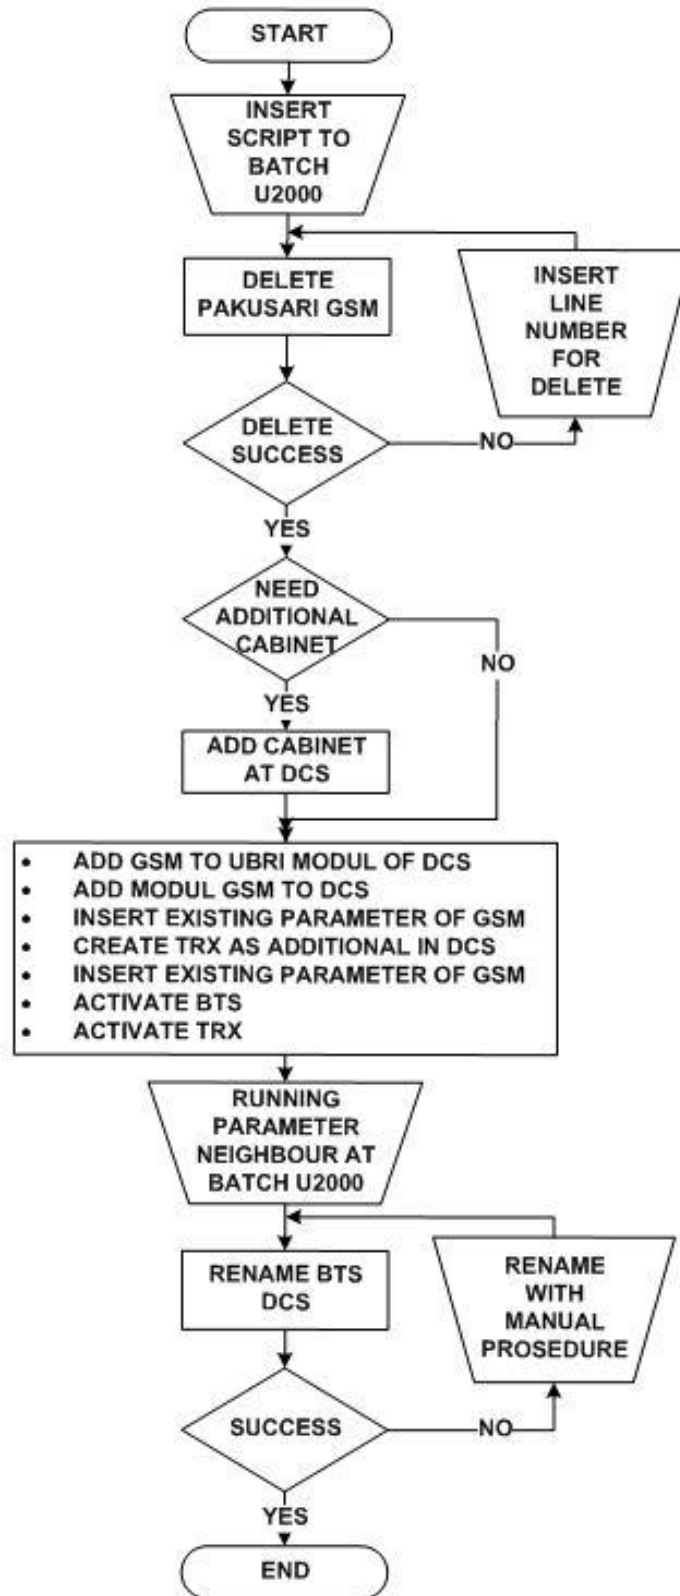 START
INSERT
SCRIPT TO
BATCH
U2000
DELETE
PAKUSARI GSM
INSERT
LINE
NUMBER
FOR
DELETE
DELETE
SUCCESS
NO
YES
NEED
ADDITIONAL
CABINET
NO
YES
ADD CABINET
AT DCS
• ADD GSM TO UBRI MODUL OF DCS
• ADD MODUL GSM TO DCS
• INSERT EXISTING PARAMETER OF GSM
• CREATE TRX AS ADDITIONAL IN DCS
• INSERT EXISTING PARAMETER OF GSM
• ACTIVATE BTS
• ACTIVATE TRX
RUNNING
PARAMETER
NEIGHBOUR AT
BATCH U2000
RENAME BTS
DCS
RENAME
WITH
MANUAL
PROSEDURE
SUCCESS
NO
YES
END